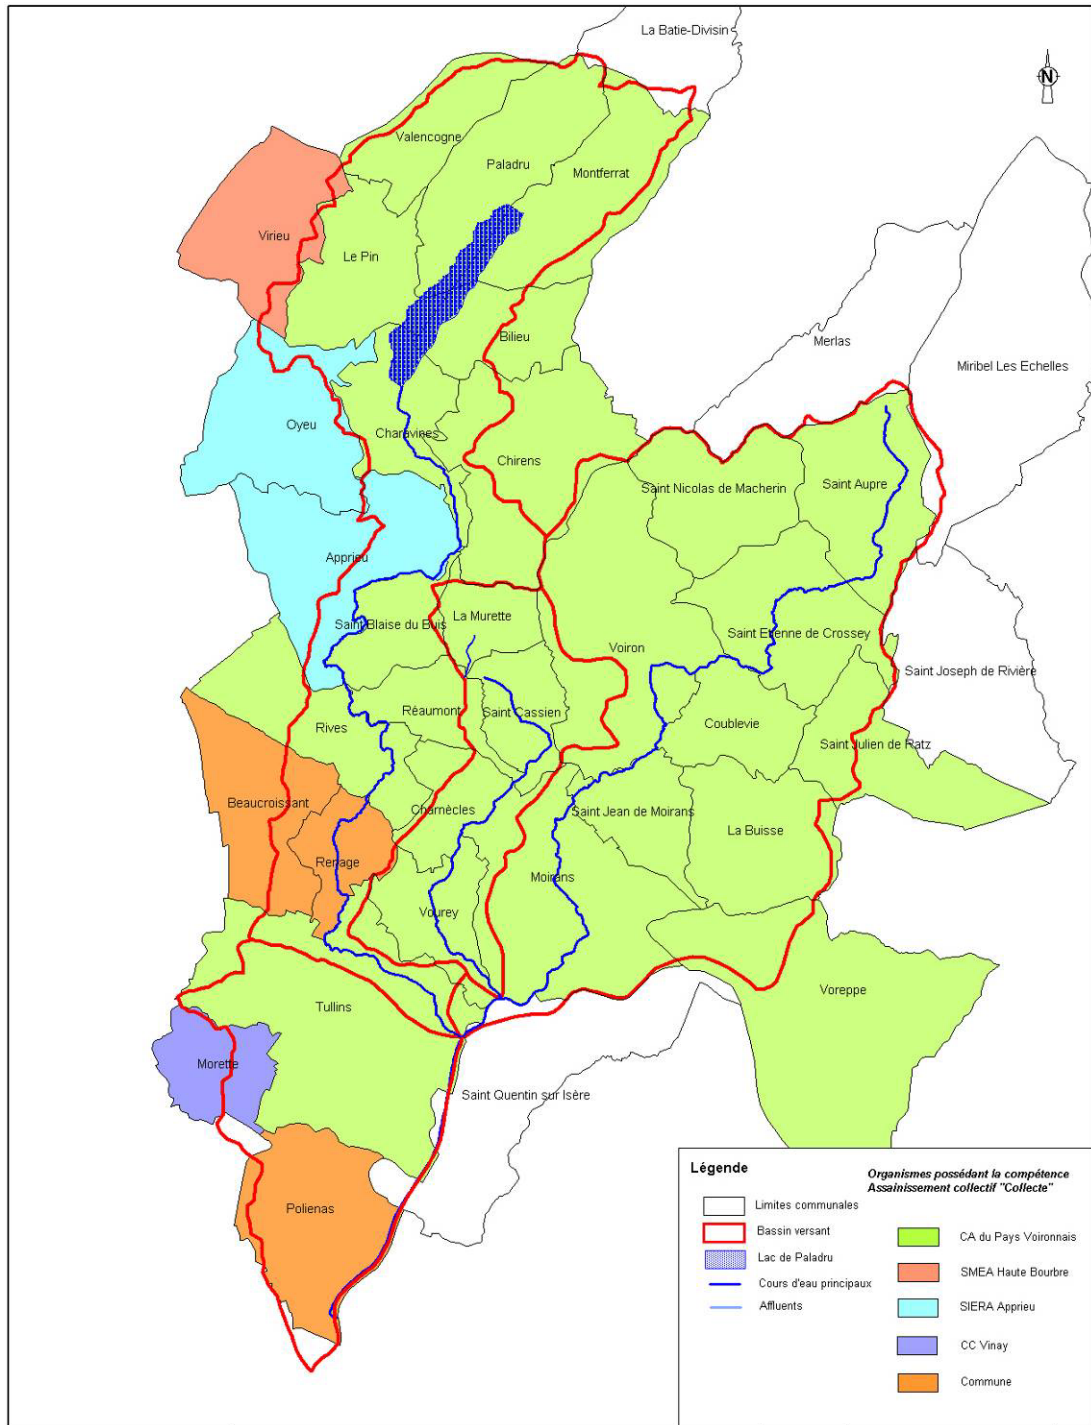 La Batie-Divisin
N
Valencogne
Paladru
Montferrat
Virieu
Le Pin
Bilieu
Merlas
Miribel Les Echelles
Oyeu
Charavines
Chirens
Saint Nicolas de Macherin
Saint Aupre
Apprieu
La Murette
Saint Blaise du Buis
Saint Etienne de Crossey
Voiron
Saint Joseph de Rivière
Réaumont
Saint Cassien
Coublevie
Rives
Saint Julien de Ratz
Beaucroissant
Charnècles
Saint Jean de Moirans
La Buisse
Renage
Moirans
Vourey
Voreppe
Tullins
Morette
Saint Quentin sur Isère
Polienas
Légende
Limites communales
Bassin versant
Lac de Paladru
Cours d'eau principaux
Affluents
Organismes possédant la compétence
Assainissement collectif "Collecte"
CA du Pays Voironnais
SMEA Haute Bourbre
SIERA Apprieu
CC Vinay
Commune